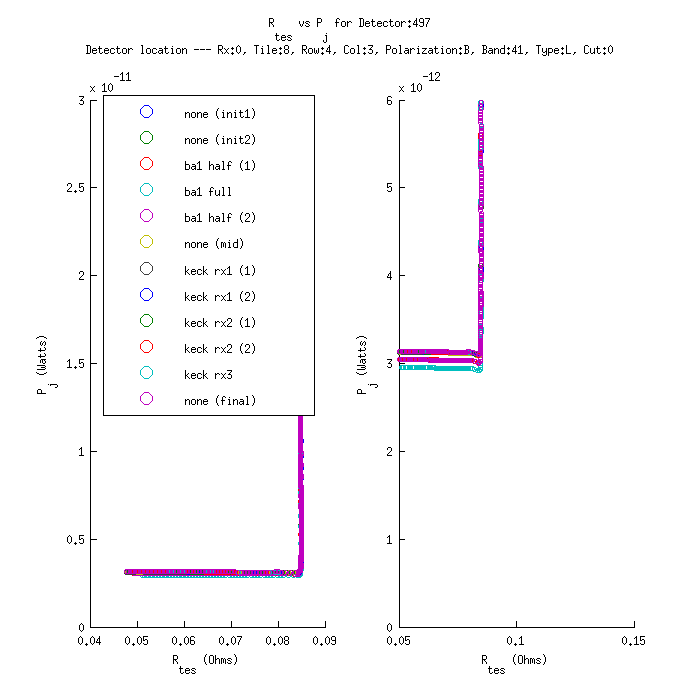 R    vs P  for Detector:497
tes    j
Detector location --- Rx:0, Tile:8, Row:4, Col:3, Polarization:B, Band:41, Type:L, Cut:0
x 10^-11
x 10^-12
3
2.5
2
1.5
1
0.5
0
P_j (Watts)
none (init1)
none (init2)
ba1 half (1)
ba1 full
ba1 half (2)
none (mid)
keck rx1 (1)
keck rx1 (2)
keck rx2 (1)
keck rx2 (2)
keck rx3
none (final)
0.04 0.05 0.06 0.07 0.08 0.09
R_tes (Ohms)
6
5
4
3
2
1
0
P_j (Watts)
0.05 0.1 0.15
R_tes (Ohms)